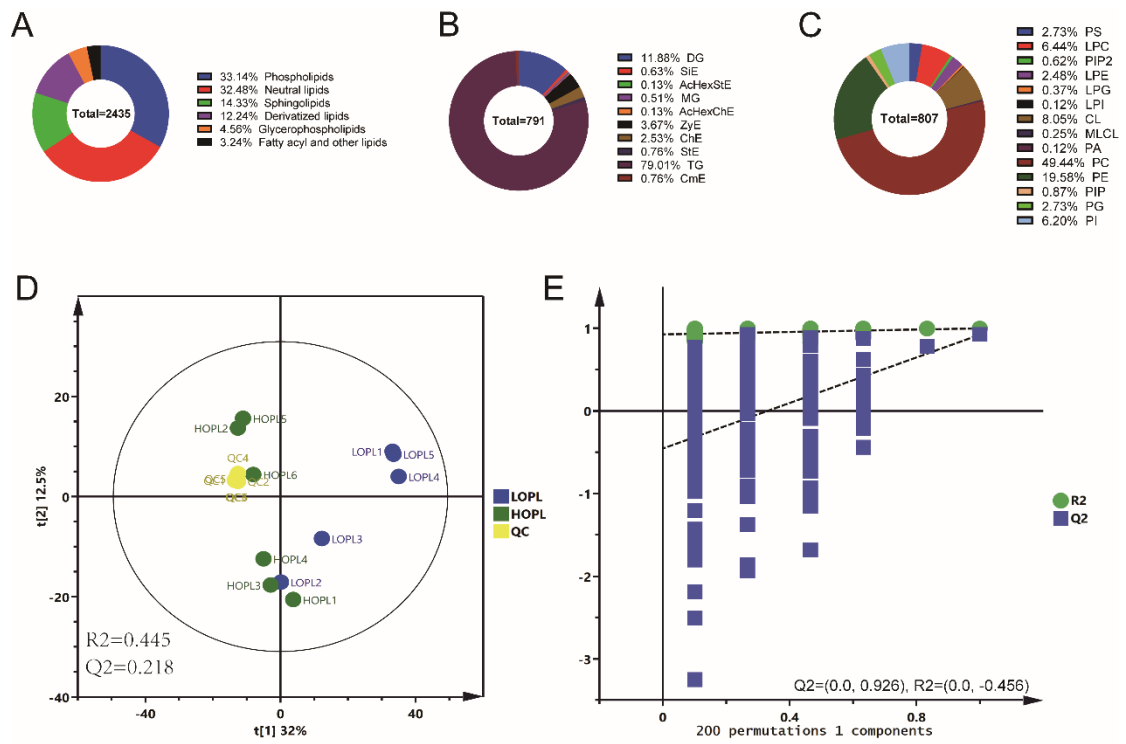 A
Total=2435
33.14% Phospholipids
32.48% Neutral lipids
14.33% Sphingolipids
12.24% Derivatized lipids
4.56% Glycerophospholipids
3.24% Fatty acyl and other lipids
B
Total=791
11.88% DG
0.63% SiE
0.13% AcHexStE
0.51% MG
0.13% AcHexChE
3.67% ZyE
2.53% ChE
0.76% StE
79.01% TG
0.76% CmE
C
Total=807
2.73% PS
6.44% LPC
0.62% PIP2
2.48% LPE
0.37% LPG
0.12% LPI
8.05% CL
0.25% MLCL
0.12% PA
49.44% PC
19.58% PE
0.87% PIP
2.73% PG
6.20% PI
D
t[2] 12.5%
20
0
-20
-40
HOPL5
HOPL2
QC4
HOPL6
QC5
QC2
LOPL1
LOPL5
LOPL4
LOPL3
HOPL4
HOPL3
LOPL2
HOPL1
R2=0.445
Q2=0.218
-40
0
40
t[1] 32%
LOPL
HOPL
QC
E
1
0
-1
-2
-3
Q2=(0.0, 0.926), R2=(0.0, -0.456)
0
0.4
0.8
200 permutations 1 components
R2
Q2